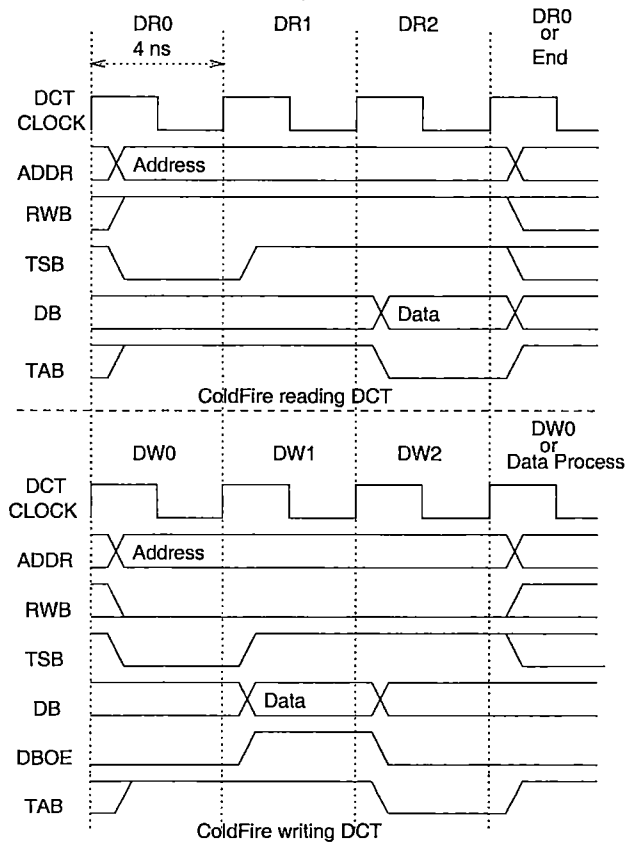 DR0 DR1 DR2 DR0
or
4 ns End
DCT
CLOCK
ADDR Address
RWB
TSB
DB Data
TAB
ColdFire reading DCT
DW0 DW1 DW2 DW0
or
Data Process
DCT
CLOCK
ADDR Address
RWB
TSB
DB Data
DBOE
TAB
ColdFire writing DCT